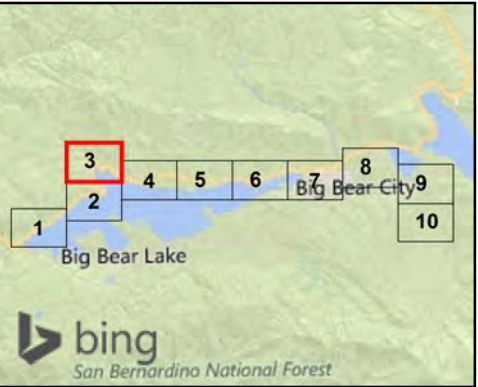 3
4 5 6 7 8 9
2
1 10
Big Bear City
Big Bear Lake
bing
San Bernardino National Forest